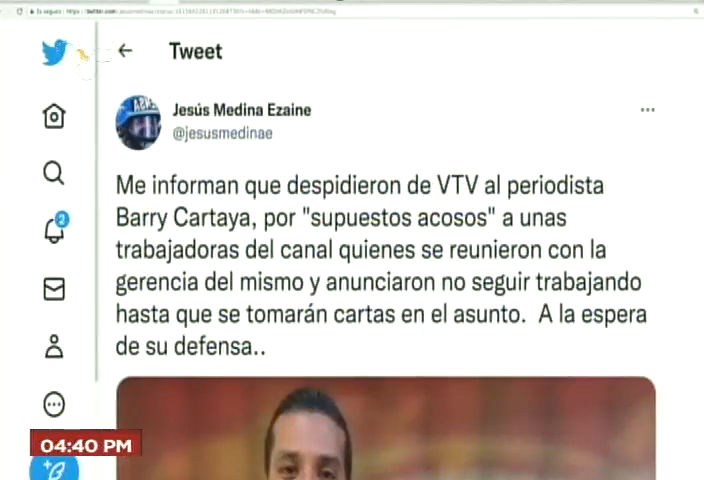 Tweet
Jesús Medina Ezaine
@jesusmedinae
Me informan que despidieron de VTV al periodista
Barry Cartaya, por "supuestos acosos" a unas
trabajadoras del canal quienes se reunieron con la
gerencia del mismo y anunciaron no seguir trabajando
hasta que se tomarán cartas en el asunto. A la espera
de su defensa..
2
04:40 PM